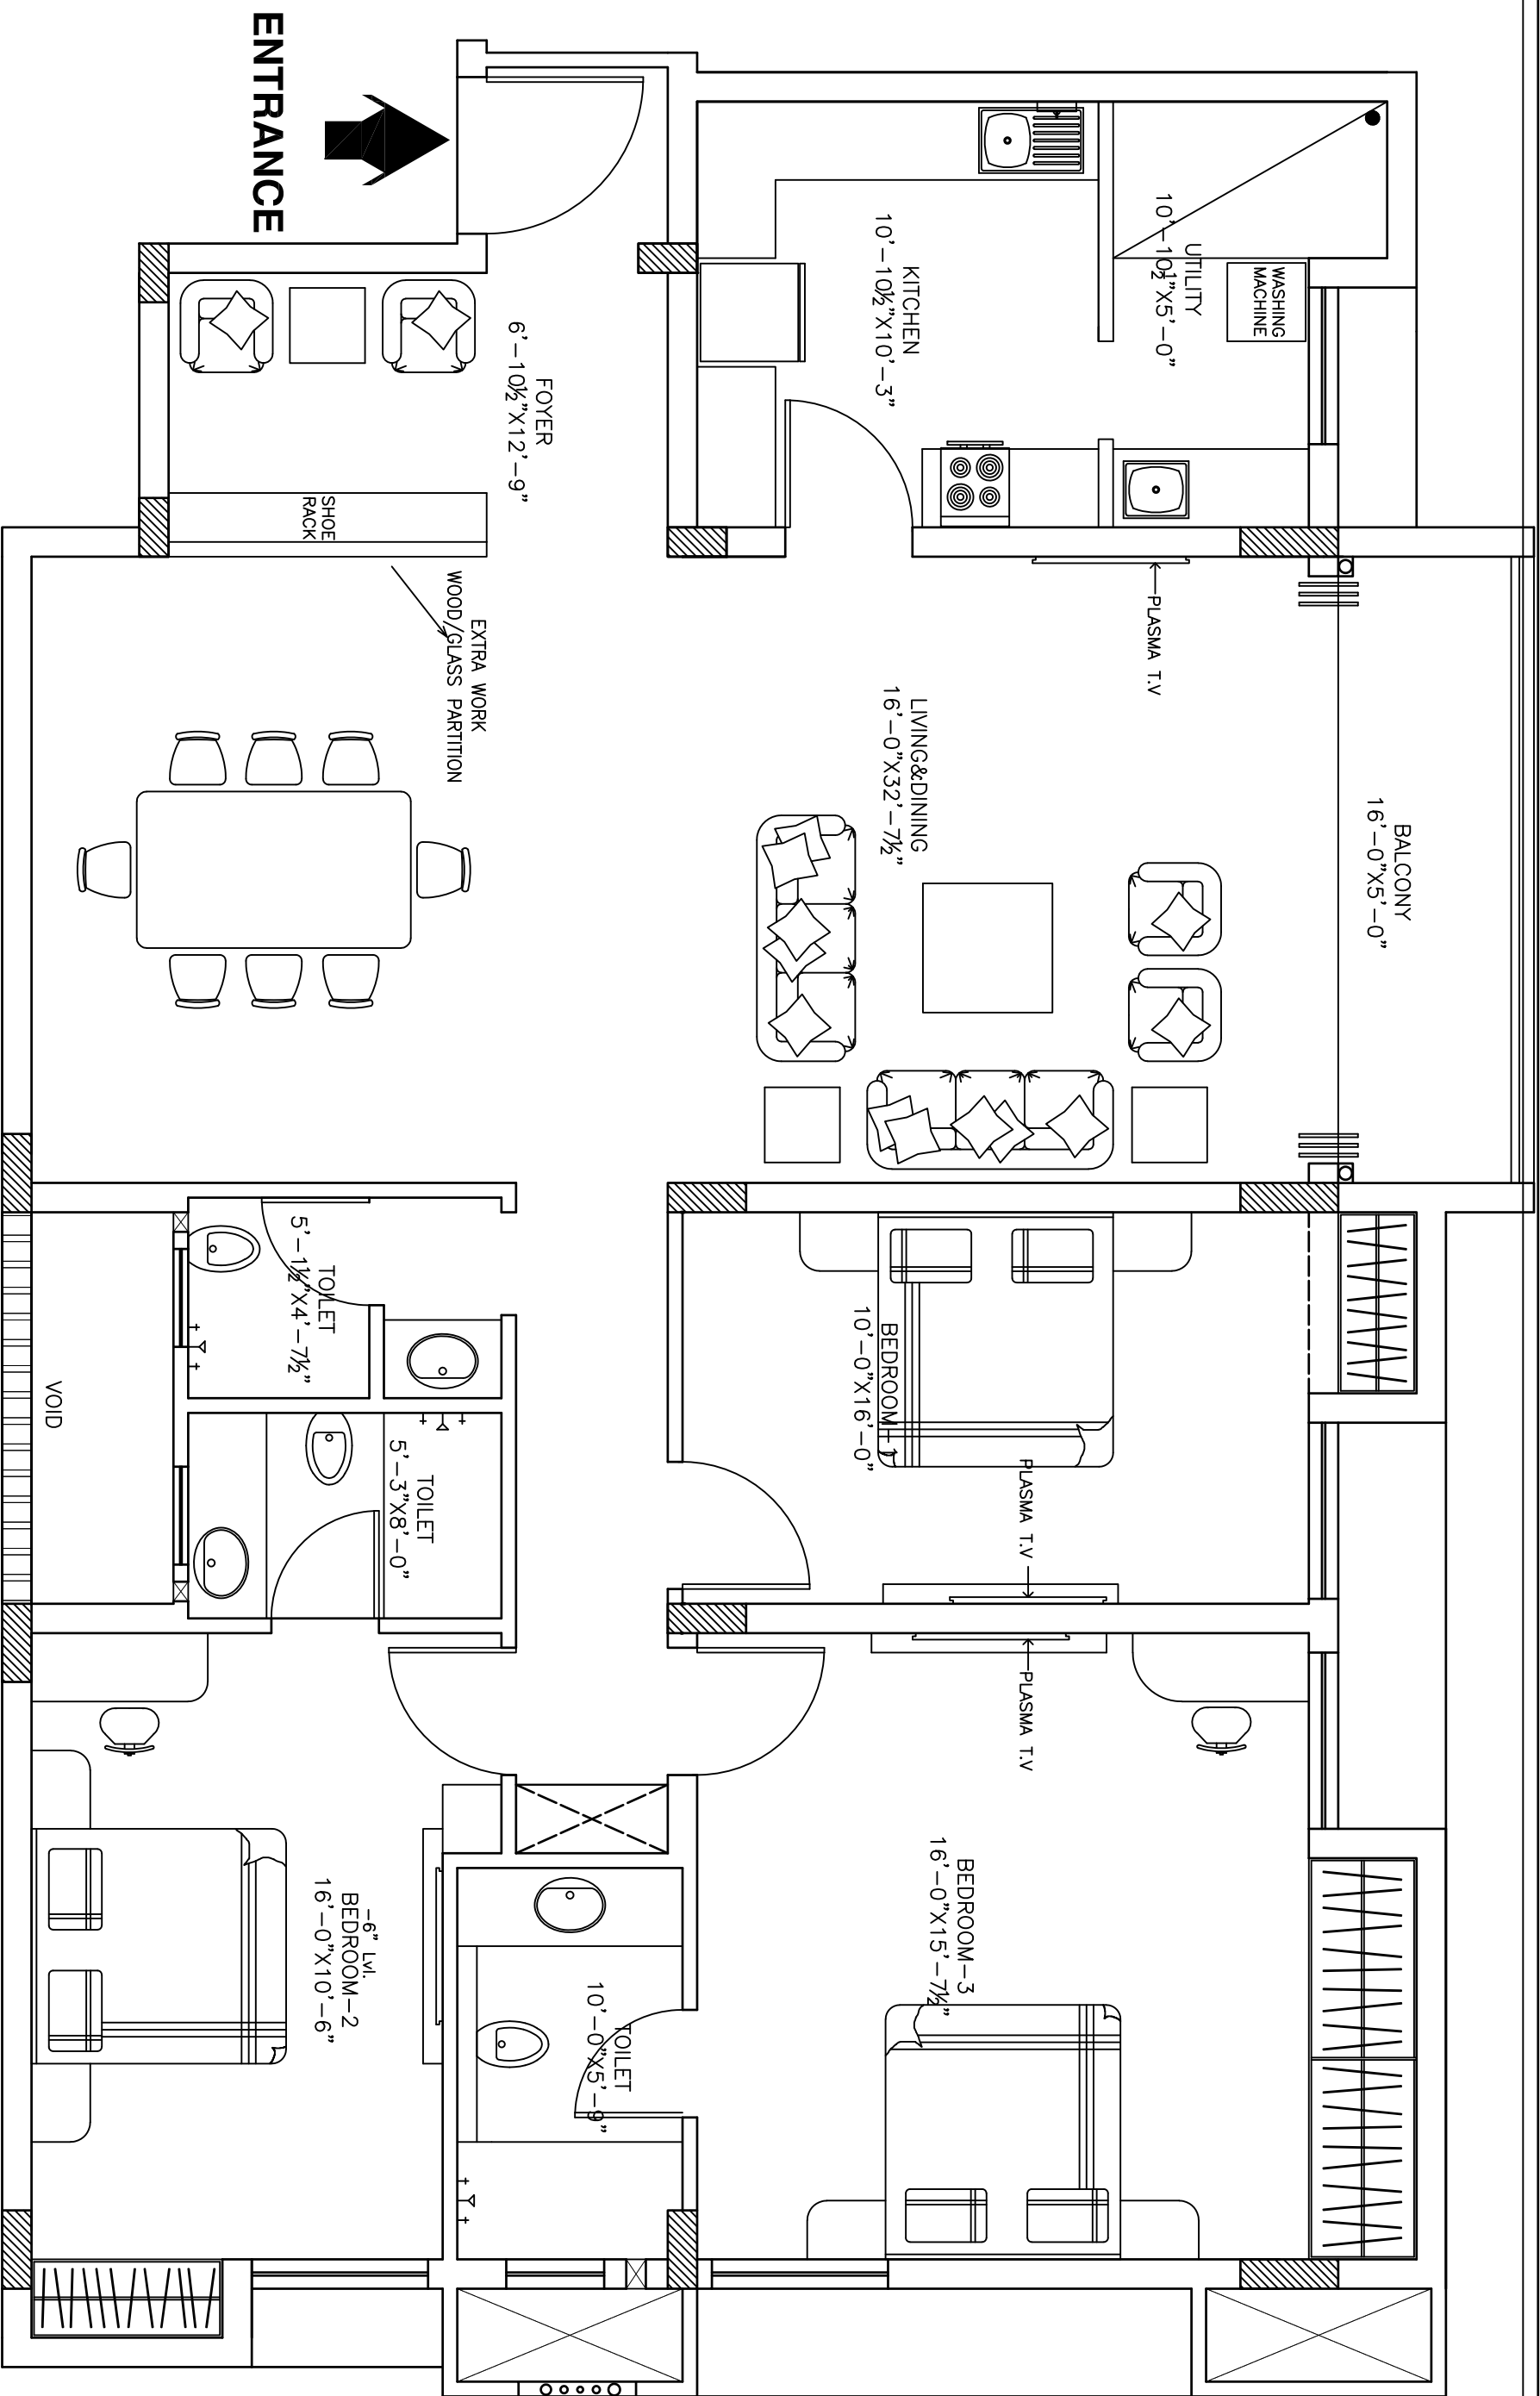 ENTRANCE
UTILITY
10'-10½"X5'-0"
WASHING
MACHINE
KITCHEN
10'-10½"X10'-3"
FOYER
6'-10½"X12'-9"
SHOE
RACK
EXTRA WORK
WOOD/GLASS PARTITION
PLASMA T.V
LIVING&DINING
16'-0"X32'-7½"
BALCONY
16'-0"X5'-0"
TOILET
5'-1½"X4'-7½"
VOID
TOILET
5'-3"X8'-0"
BEDROOM-1
10'-0"X16'-0"
PLASMA T.V
PLASMA T.V
BEDROOM-3
16'-0"X15'-7½"
-6" Lvl.
BEDROOM-2
16'-0"X10'-6"
TOILET
10'-0"X5'-9"